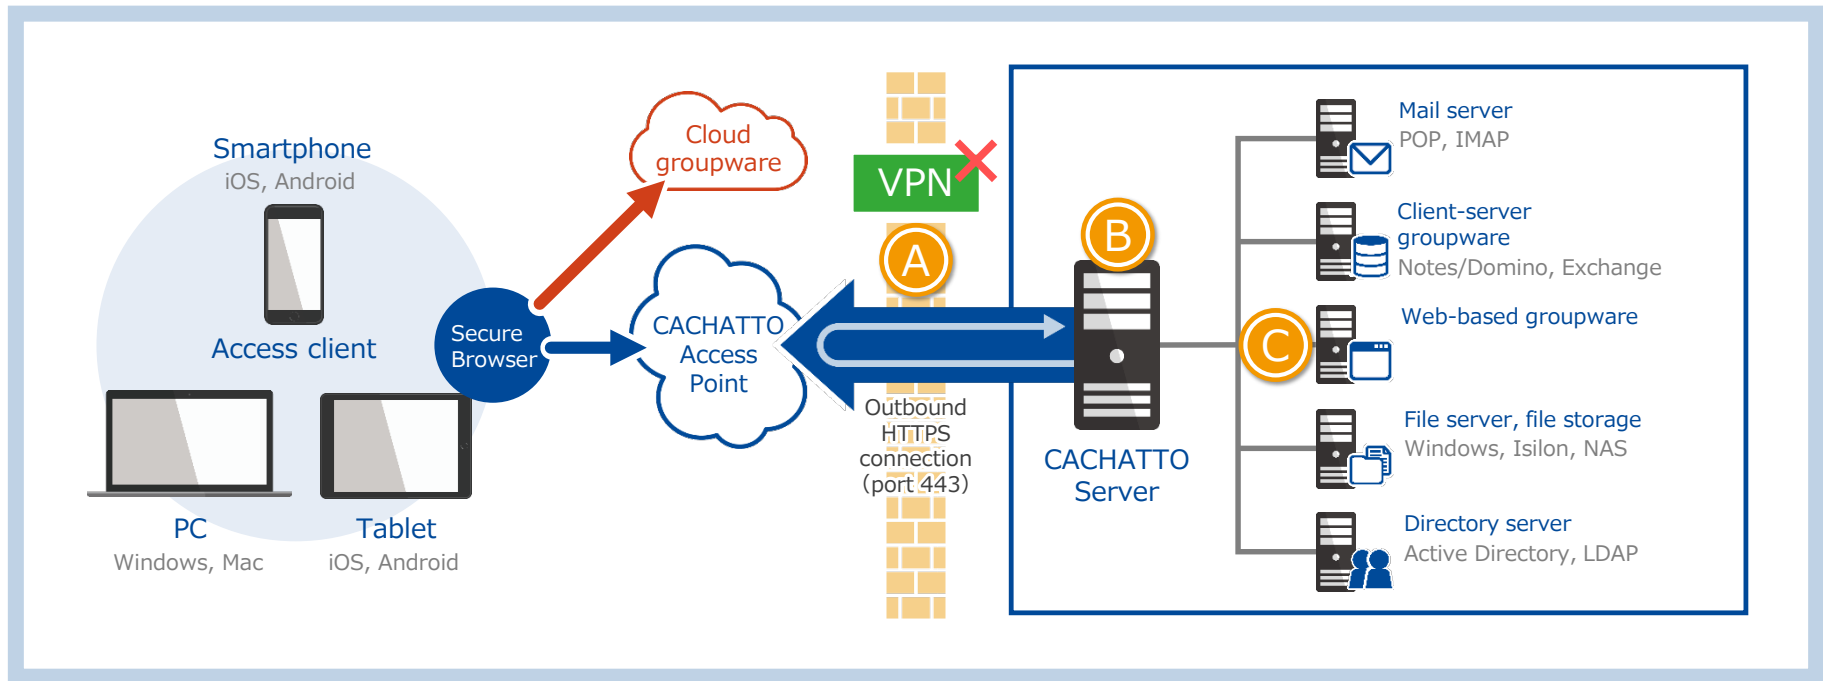 Smartphone
iOS, Android
Access client
PC
Windows, Mac
Tablet
iOS, Android
Secure
Browser
Cloud
groupware
CACHATTO
Access
Point
VPN
A
Outbound
HTTPS
connection
(port 443)
B
CACHATTO
Server
C
Mail server
POP, IMAP
Client-server
groupware
Notes/Domino, Exchange
Web-based groupware
File server, file storage
Windows, Isilon, NAS
Directory server
Active Directory, LDAP